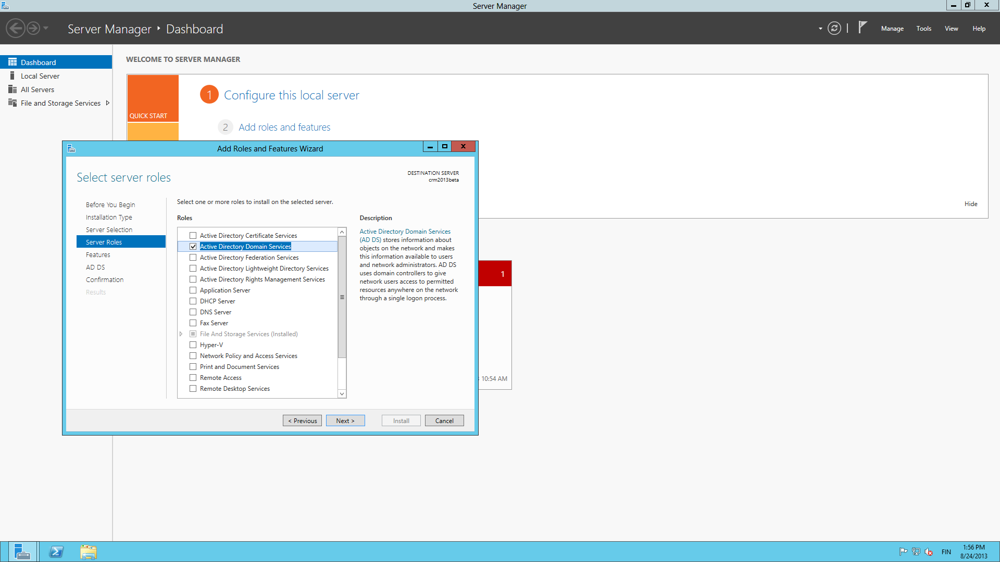 Server Manager
Server Manager ‣ Dashboard
Manage
Tools
View
Help
Dashboard
Local Server
All Servers
File and Storage Services
WELCOME TO SERVER MANAGER
QUICK START
1 Configure this local server
2 Add roles and features
Hide
1
10:54 AM
Add Roles and Features Wizard
Select server roles
DESTINATION SERVER
crm2013beta
Before You Begin
Installation Type
Server Selection
Server Roles
Features
AD DS
Confirmation
Results
Select one or more roles to install on the selected server.
Roles
Active Directory Certificate Services
Active Directory Domain Services
Active Directory Federation Services
Active Directory Lightweight Directory Services
Active Directory Rights Management Services
Application Server
DHCP Server
DNS Server
Fax Server
File And Storage Services (Installed)
Hyper-V
Network Policy and Access Services
Print and Document Services
Remote Access
Remote Desktop Services
Description
Active Directory Domain Services
(AD DS) stores information about
objects on the network and makes
this information available to users
and network administrators. AD DS
uses domain controllers to give
network users access to permitted
resources anywhere on the network
through a single logon process.
< Previous
Next >
Install
Cancel
FIN
1:56 PM
8/24/2013